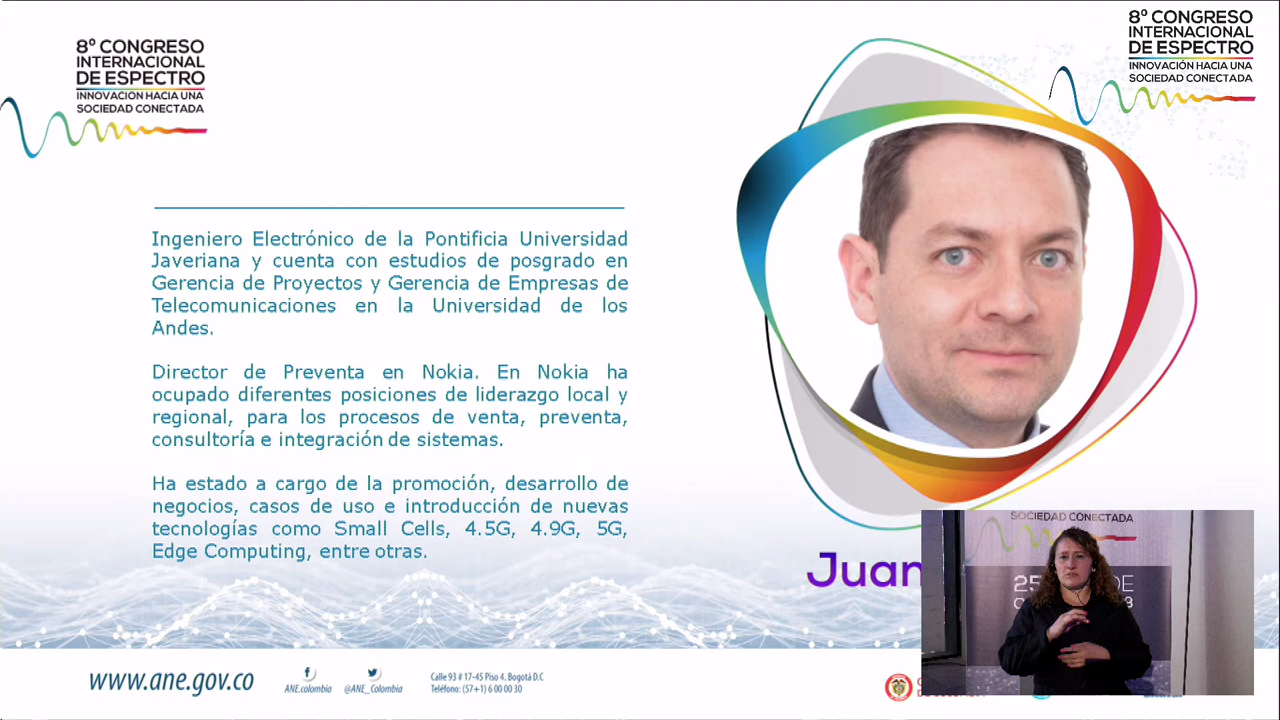 8º CONGRESO
INTERNACIONAL
DE ESPECTRO
INNOVACIÓN HACIA UNA
SOCIEDAD CONECTADA
8º CONGRESO
INTERNACIONAL
DE ESPECTRO
INNOVACIÓN HACIA UNA
SOCIEDAD CONECTADA
Ingeniero Electrónico de la Pontificia Universidad
Javeriana y cuenta con estudios de posgrado en
Gerencia de Proyectos y Gerencia de Empresas de
Telecomunicaciones en la Universidad de los
Andes.
Director de Preventa en Nokia. En Nokia ha
ocupado diferentes posiciones de liderazgo local y
regional, para los procesos de venta, preventa,
consultoría e integración de sistemas.
Ha estado a cargo de la promoción, desarrollo de
negocios, casos de uso e introducción de nuevas
tecnologías como Small Cells, 4.5G, 4.9G, 5G,
Edge Computing, entre otras.
Juan
SOCIEDAD CONECTADA
25
DE
www.ane.gov.co
ANE.colombia
@ANE_Colombia
Calle 93 # 17-45 Piso 4. Bogotá D.C
Teléfono: (57+1) 6 00 00 30